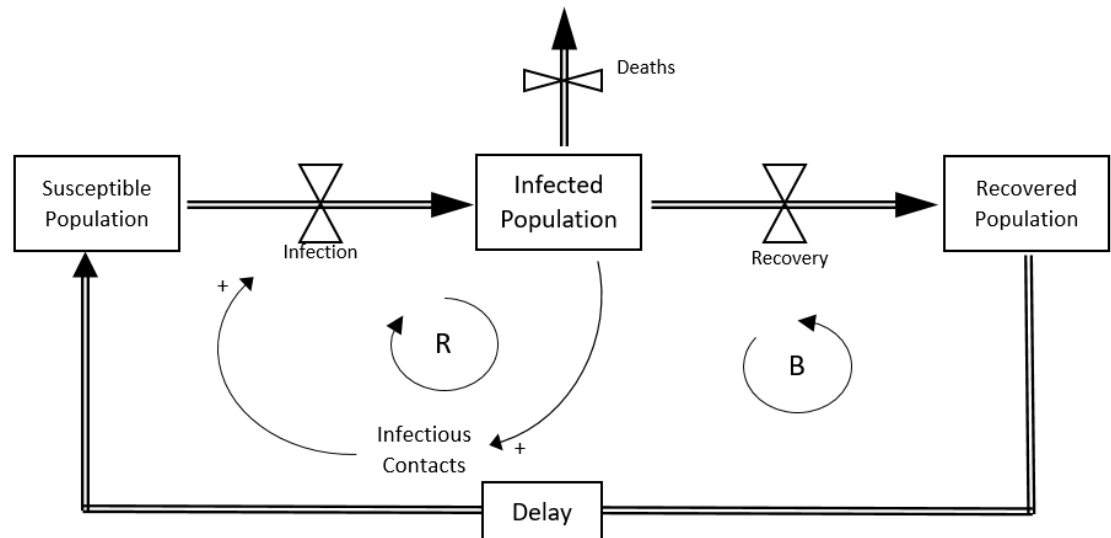 Deaths
Susceptible
Population
Infected
Population
Recovered
Population
Infection
Recovery
+
R
B
Infectious
Contacts
+
Delay